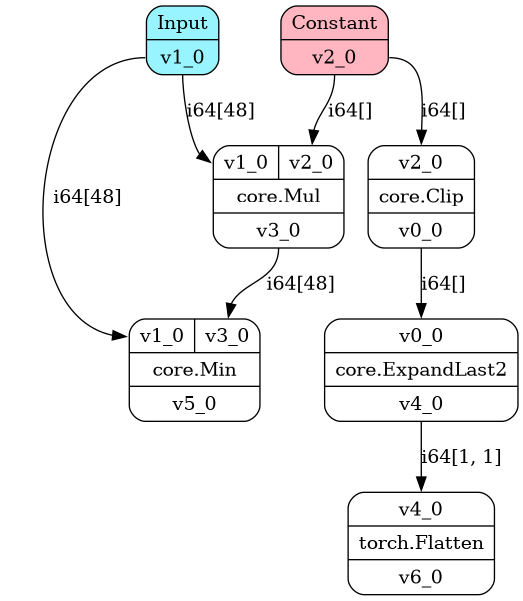 Input
v1_0
Constant
v2_0
i64[48]
i64[]
i64[]
i64[48]
v1_0 v2_0
core.Mul
v3_0
v2_0
core.Clip
v0_0
i64[48]
i64[]
v1_0 v3_0
core.Min
v5_0
v0_0
core.ExpandLast2
v4_0
i64[1, 1]
v4_0
torch.Flatten
v6_0